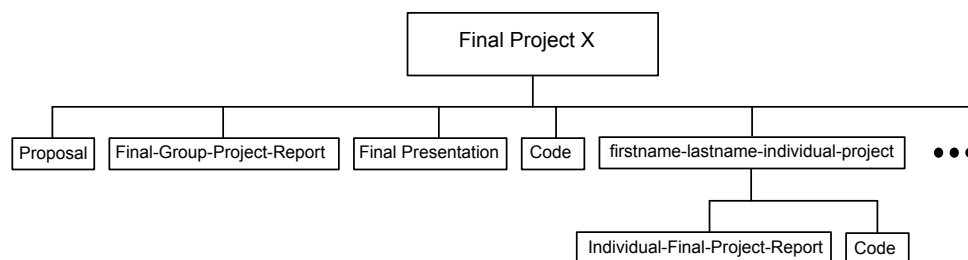 Final Project X
Proposal
Final-Group-Project-Report
Final Presentation
Code
firstname-lastname-individual-project
Individual-Final-Project-Report
Code